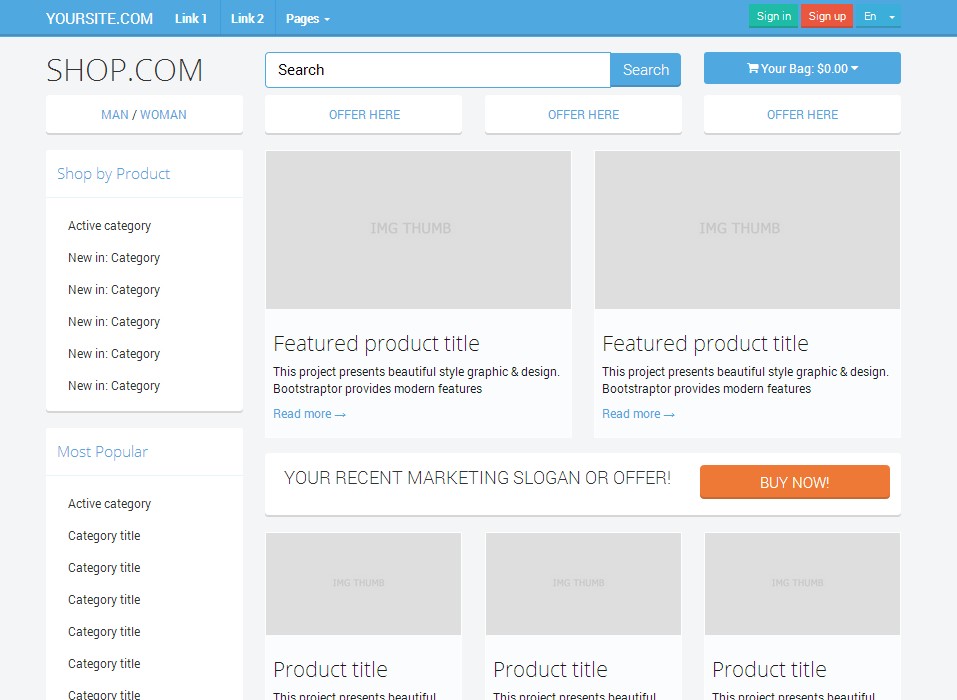 YOURSITE.COM Link 1 Link 2 Pages Sign in Sign up En
SHOP.COM Search Search Your Bag: $0.00
MAN / WOMAN OFFER HERE OFFER HERE OFFER HERE
Shop by Product
Active category
New in: Category
New in: Category
New in: Category
New in: Category
New in: Category
Most Popular
Active category
Category title
Category title
Category title
Category title
Category title
Category title
IMG THUMB
Featured product title
This project presents beautiful style graphic & design.
Bootstraptor provides modern features
Read more →
IMG THUMB
Featured product title
This project presents beautiful style graphic & design.
Bootstraptor provides modern features
Read more →
YOUR RECENT MARKETING SLOGAN OR OFFER! BUY NOW!
IMG THUMB
Product title
This project presents beautiful
IMG THUMB
Product title
This project presents beautiful
IMG THUMB
Product title
This project presents beautiful